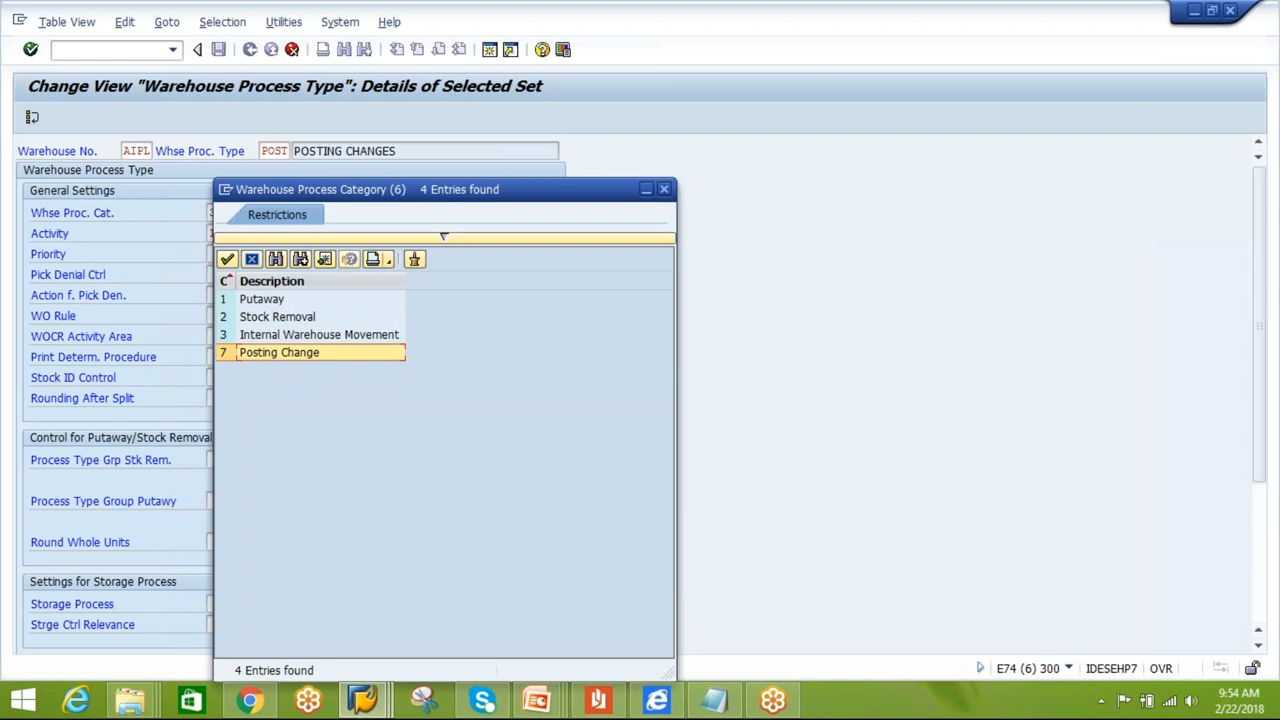 Table View Edit Goto Selection Utilities System Help
Change View "Warehouse Process Type": Details of Selected Set
Warehouse No. AIPL Whse Proc. Type POST POSTING CHANGES
Warehouse Process Type
General Settings
Whse Proc. Cat. 3
Activity
Priority
Pick Denial Ctrl
Action f. Pick Den.
WO Rule
WOCR Activity Area
Print Determ. Procedure
Stock ID Control
Rounding After Split
Control for Putaway/Stock Removal
Process Type Grp Stk Rem.
Process Type Group Putawy
Round Whole Units
Settings for Storage Process
Storage Process
Strge Ctrl Relevance
Warehouse Process Category (6) 4 Entries found
Restrictions
C Description
1 Putaway
2 Stock Removal
3 Internal Warehouse Movement
7 Posting Change
4 Entries found
E74 (6) 300 IDESEHP7 OVR
9:54 AM
2/22/2018